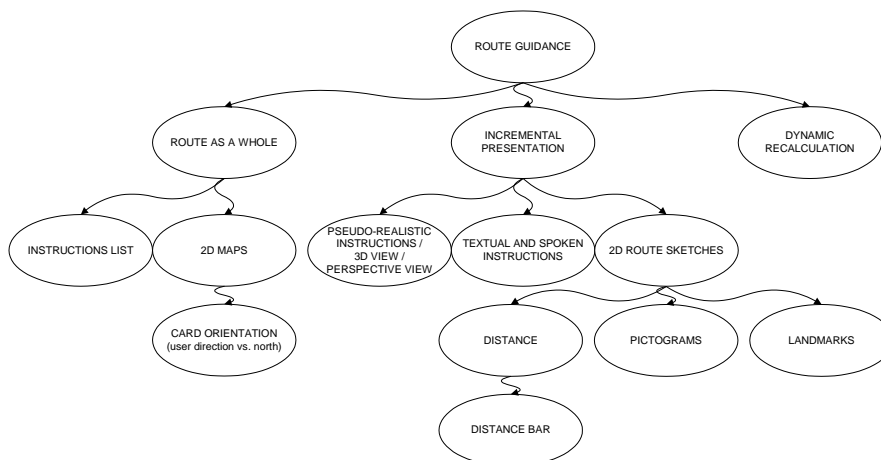 ROUTE GUIDANCE
ROUTE AS A WHOLE
INCREMENTAL
PRESENTATION
DYNAMIC
RECALCULATION
INSTRUCTIONS LIST
2D MAPS
PSEUDO-REALISTIC
INSTRUCTIONS /
3D VIEW /
PERSPECTIVE VIEW
TEXTUAL AND SPOKEN
INSTRUCTIONS
2D ROUTE SKETCHES
CARD ORIENTATION
(user direction vs. north)
DISTANCE
PICTOGRAMS
LANDMARKS
DISTANCE BAR